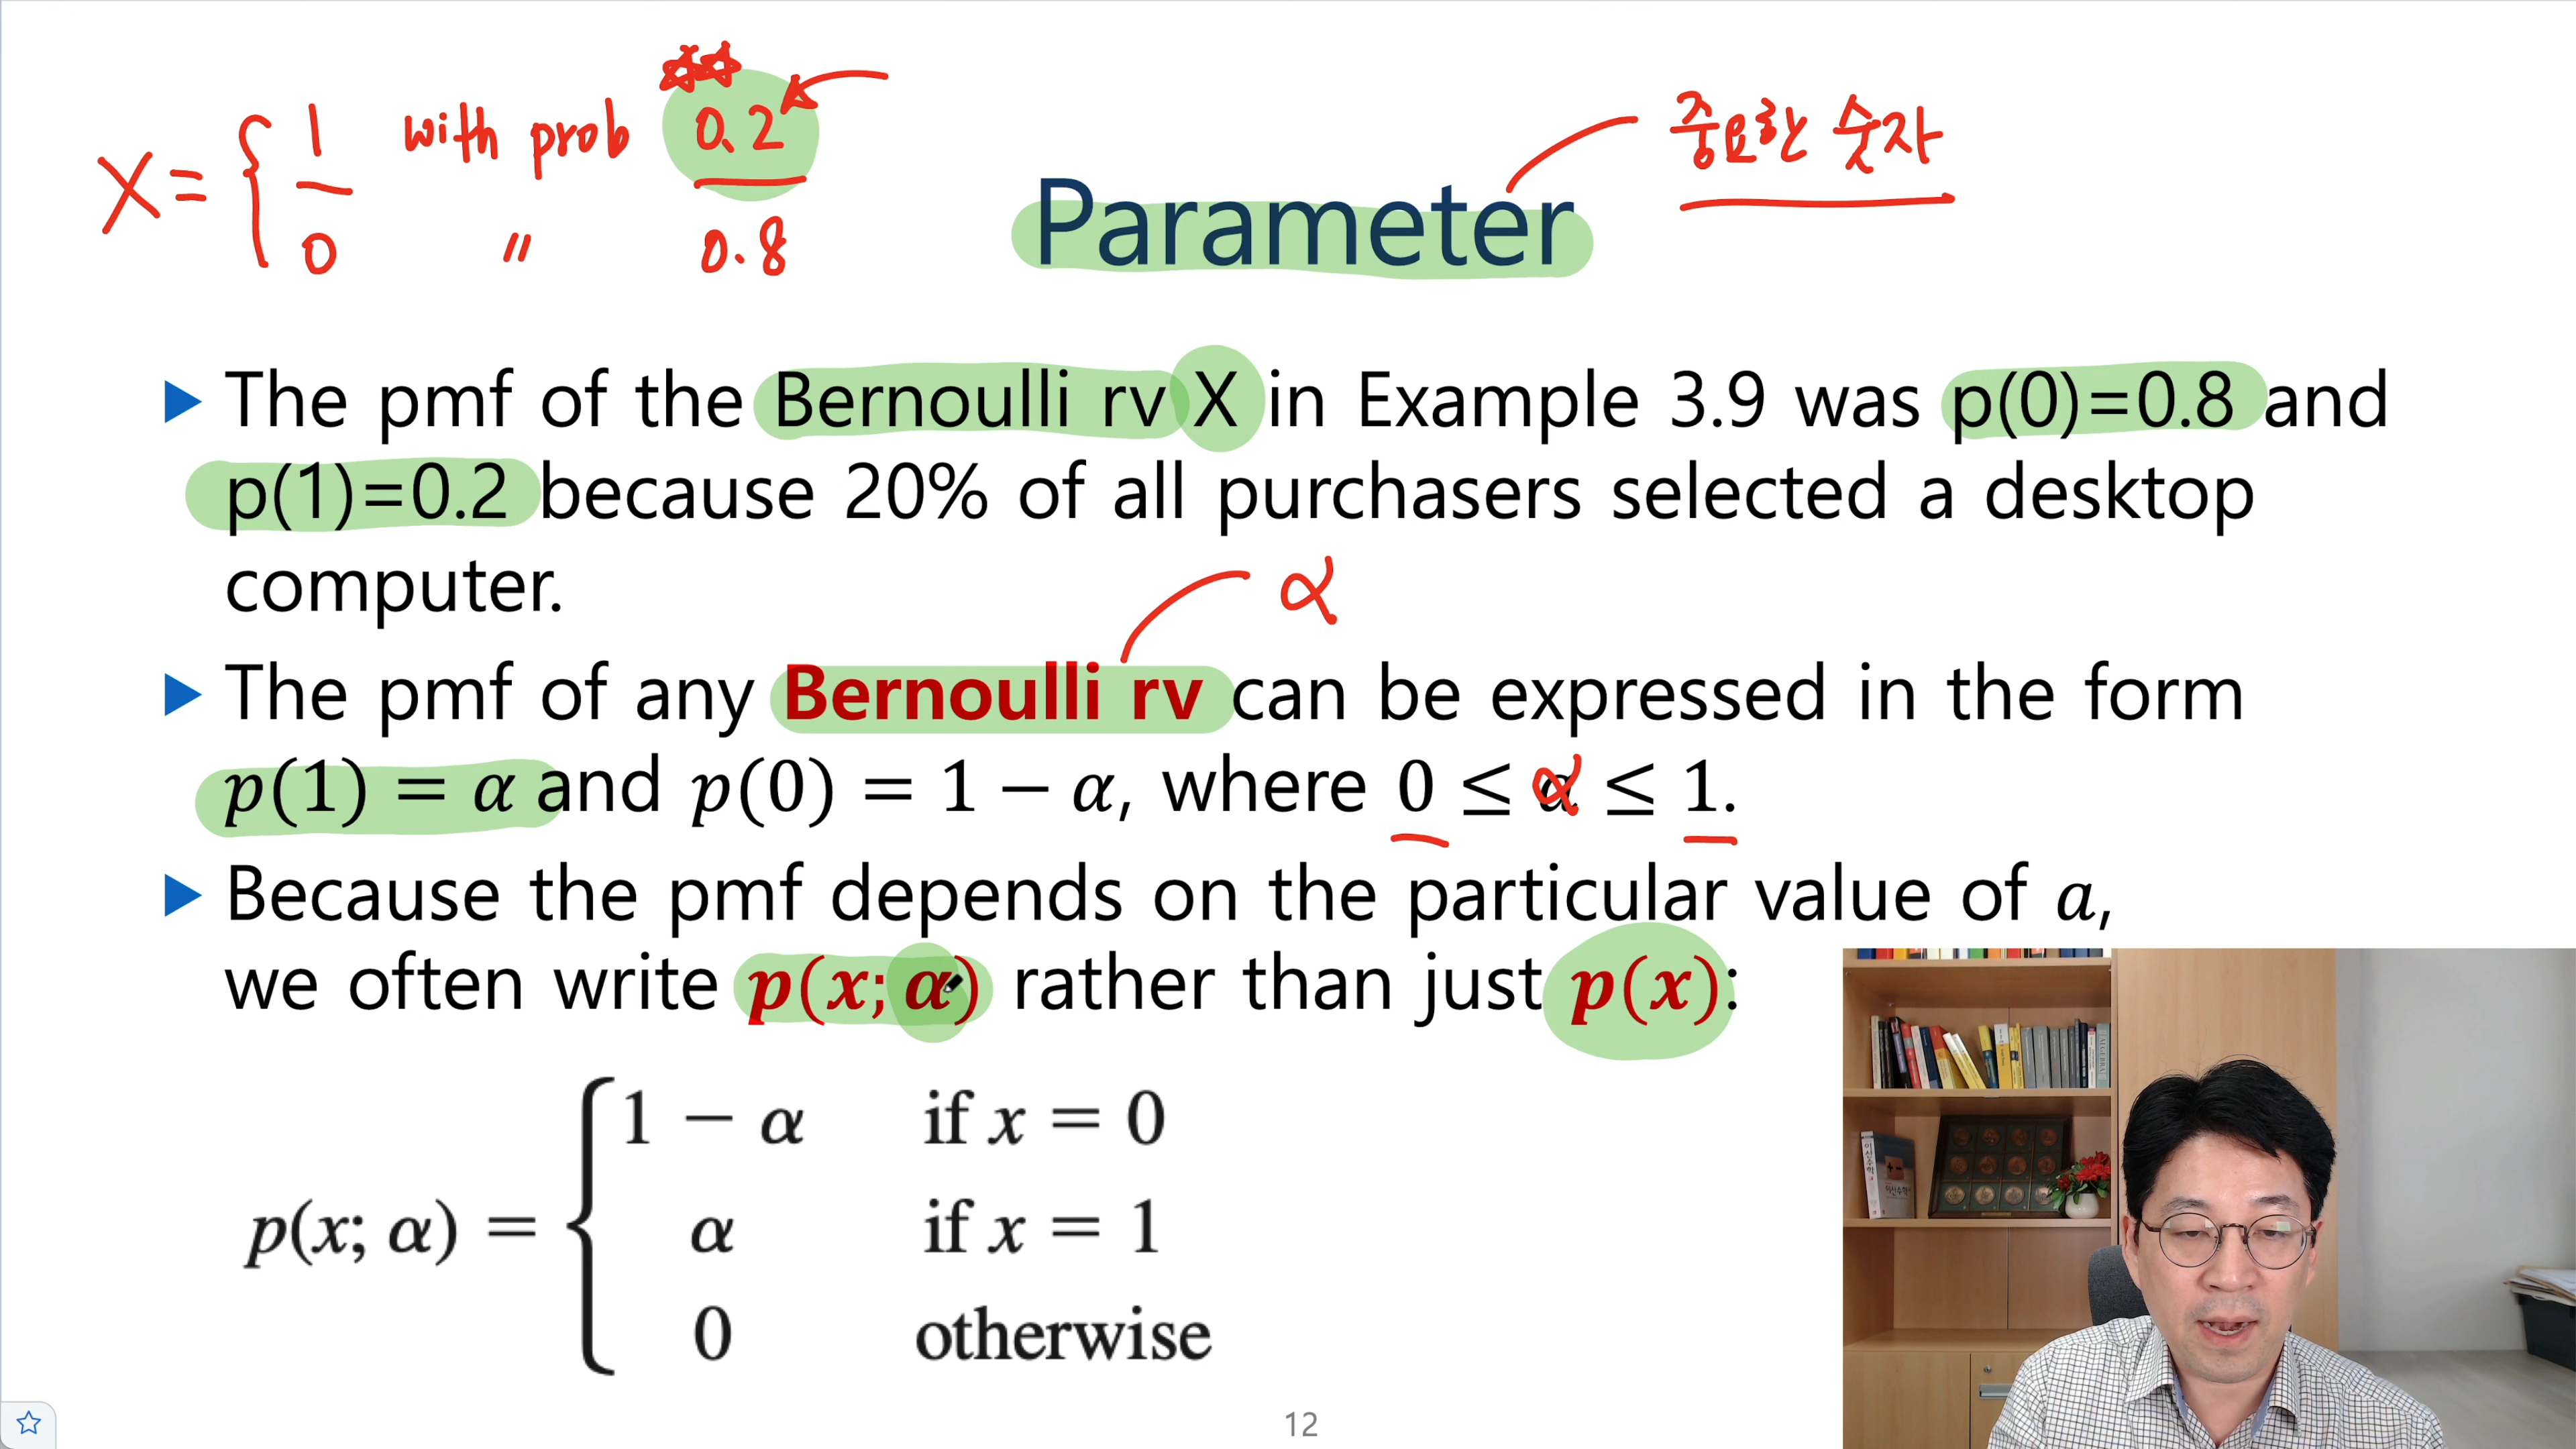 X = { 1 with prob 0.2
0 〃 0.8
중요한 숫자
Parameter
▶ The pmf of the Bernoulli rv X in Example 3.9 was p(0)=0.8 and
p(1)=0.2 because 20% of all purchasers selected a desktop
computer.
α
▶ The pmf of any Bernoulli rv can be expressed in the form
p(1) = α and p(0) = 1 − α, where 0 ≤ α ≤ 1.
▶ Because the pmf depends on the particular value of a,
we often write p(x; α) rather than just p(x):
p(x; α) = { 1 − α if x = 0
α if x = 1
0 otherwise
12